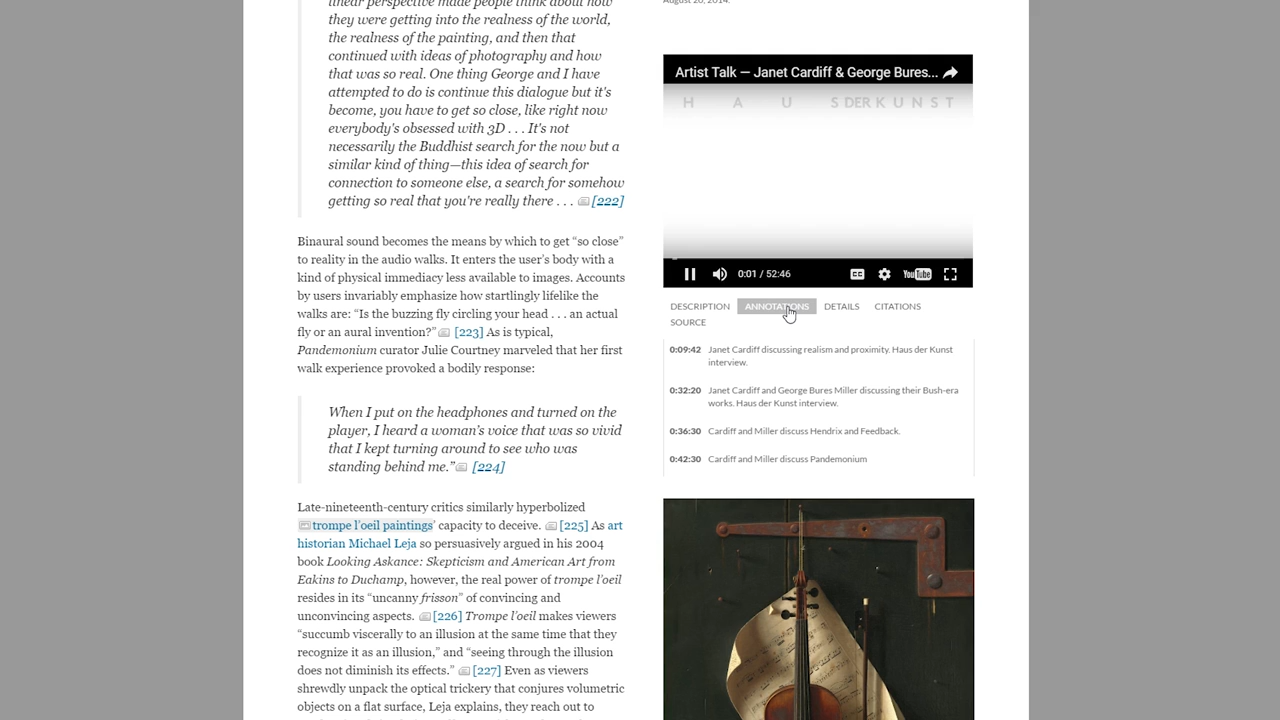 linear perspective made people think about how
they were getting into the realness of the world,
the realness of the painting, and then that
continued with ideas of photography and how
that was so real. One thing George and I have
attempted to do is continue this dialogue but it's
become, you have to get so close, like right now
everybody's obsessed with 3D . . . It's not
necessarily the Buddhist search for the now but a
similar kind of thing—this idea of search for
connection to someone else, a search for somehow
getting so real that you're really there . . . [222]
Binaural sound becomes the means by which to get “so close”
to reality in the audio walks. It enters the user's body with a
kind of physical immediacy less available to images. Accounts
by users invariably emphasize how startlingly lifelike the
walks are: “Is the buzzing fly circling your head . . . an actual
fly or an aural invention?” [223] As is typical,
Pandemonium curator Julie Courtney marveled that her first
walk experience provoked a bodily response:
When I put on the headphones and turned on the
player, I heard a woman's voice that was so vivid
that I kept turning around to see who was
standing behind me.” [224]
Late-nineteenth-century critics similarly hyperbolized
trompe l'oeil paintings' capacity to deceive. [225] As art
historian Michael Leja so persuasively argued in his 2004
book Looking Askance: Skepticism and American Art from
Eakins to Duchamp, however, the real power of trompe l'oeil
resides in its “uncanny frisson” of convincing and
unconvincing aspects. [226] Trompe l'oeil makes viewers
“succumb viscerally to an illusion at the same time that they
recognize it as an illusion,” and “seeing through the illusion
does not diminish its effects.” [227] Even as viewers
shrewdly unpack the optical trickery that conjures volumetric
objects on a flat surface, Leja explains, they reach out to
August 20, 2014.
Artist Talk — Janet Cardiff & George Bures...
HAUS DER KUNST
0:01 / 52:46
CC
YouTube
DESCRIPTION ANNOTATIONS DETAILS CITATIONS
SOURCE
0:09:42 Janet Cardiff discussing realism and proximity. Haus der Kunst
interview.
0:32:20 Janet Cardiff and George Bures Miller discussing their Bush-era
works. Haus der Kunst interview.
0:36:30 Cardiff and Miller discuss Hendrix and Feedback.
0:42:30 Cardiff and Miller discuss Pandemonium